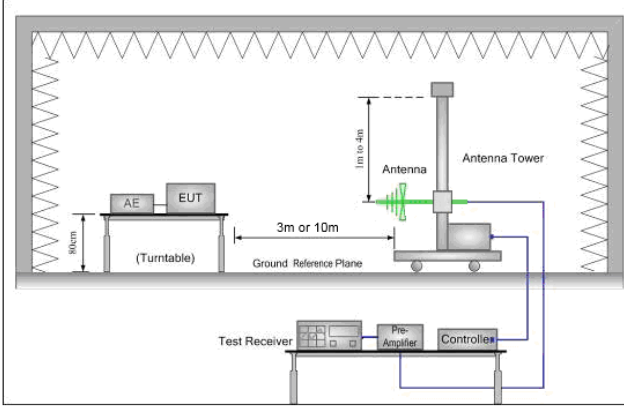 1m to 4m
Antenna
Antenna Tower
AE
EUT
80cm
(Turntable)
3m or 10m
Ground Reference Plane
Test Receiver
Pre-
Amplifier
Controlle